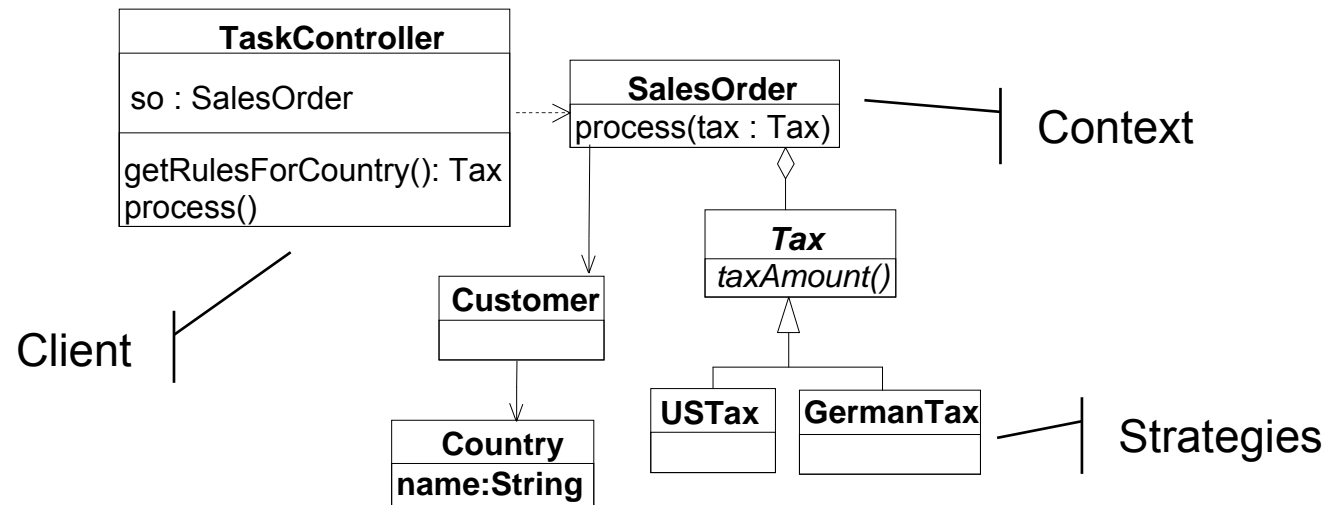 TaskController
so : SalesOrder
getRulesForCountry(): Tax
process()
SalesOrder
process(tax : Tax)
Context
Tax
taxAmount()
Customer
Client
USTax
GermanTax
Strategies
Country
name:String